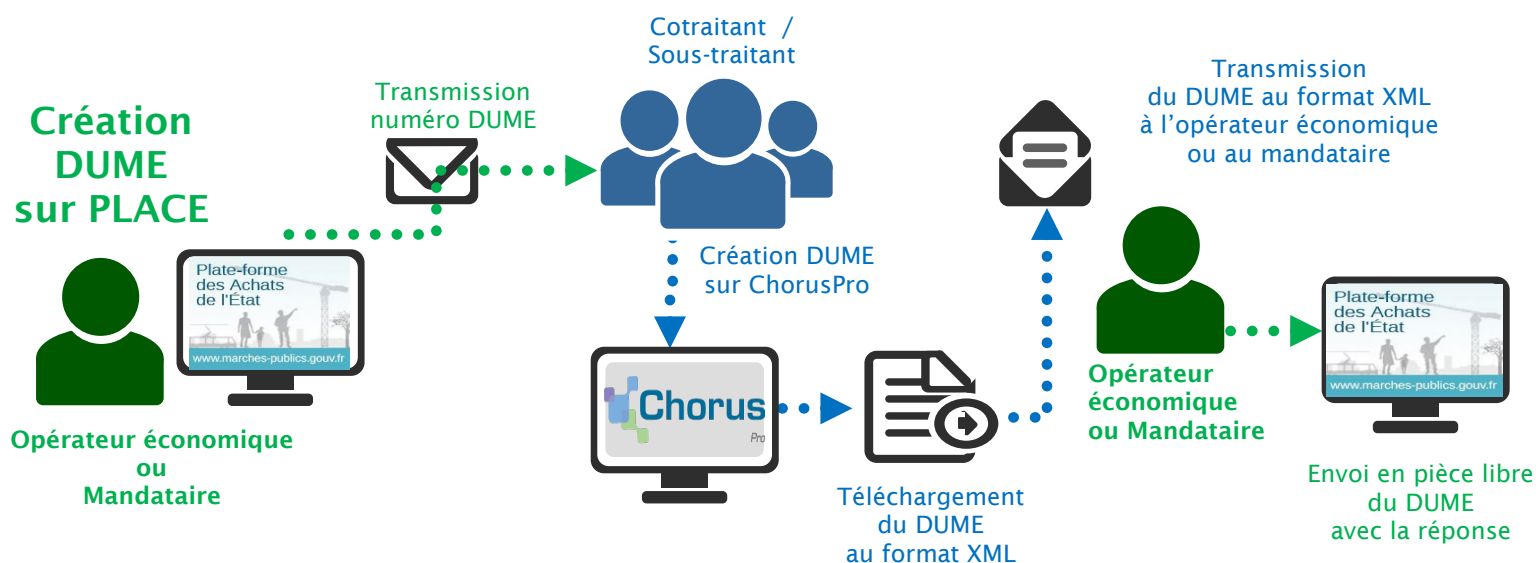 Création
DUME
sur PLACE
Plate-forme
des Achats
de l'État
www.marches-publics.gouv.fr
Opérateur économique
ou
Mandataire
Transmission
numéro DUME
Cotraitant /
Sous-traitant
Création DUME
sur ChorusPro
Chorus
Pro
Téléchargement
du DUME
au format XML
Transmission
du DUME au format XML
à l’opérateur économique
ou au mandataire
Opérateur
économique
ou Mandataire
Plate-forme
des Achats
de l'État
www.marches-publics.gouv.fr
Envoi en pièce libre
du DUME
avec la réponse